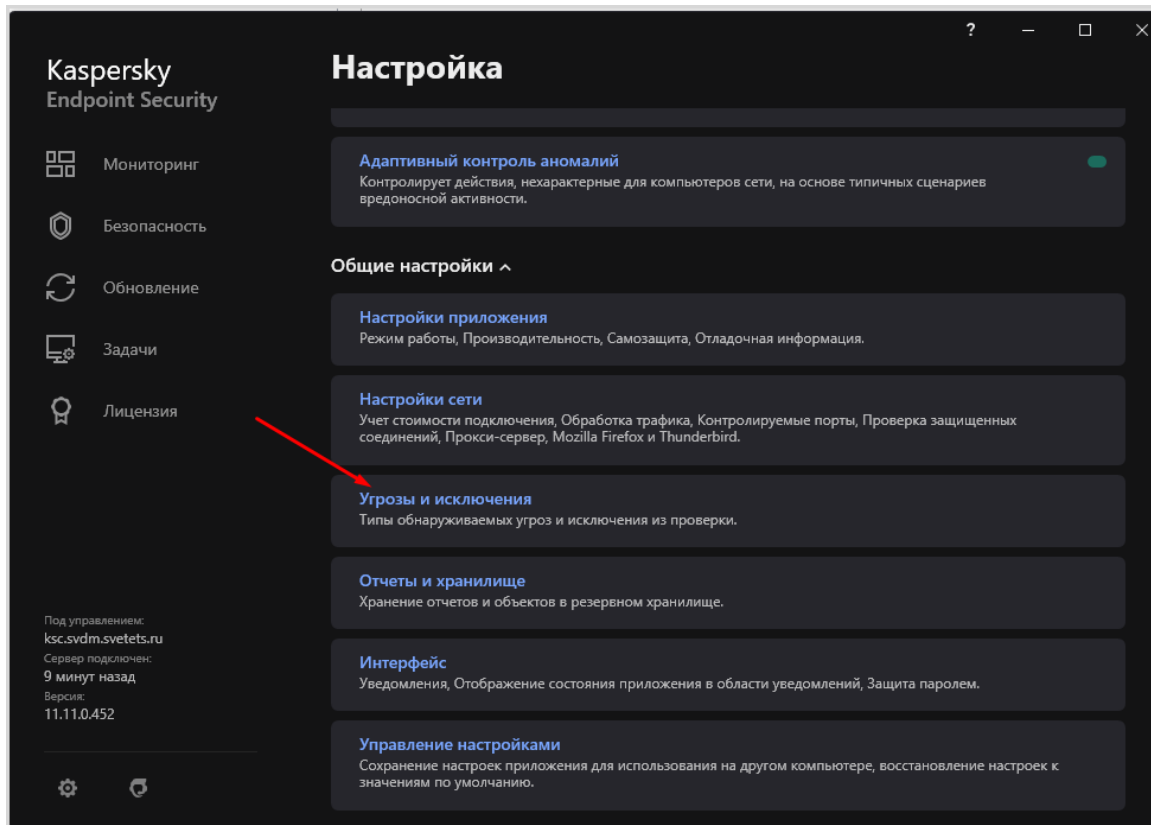 Kaspersky
Endpoint Security
Мониторинг
Безопасность
Обновление
Задачи
Лицензия
Под управлением:
ksc.svdm.svetets.ru
Сервер подключен:
9 минут назад
Версия:
11.11.0.452
?
Настройка
Адаптивный контроль аномалий
Контролирует действия, нехарактерные для компьютеров сети, на основе типичных сценариев
вредоносной активности.
Общие настройки
Настройки приложения
Режим работы, Производительность, Самозащита, Отладочная информация.
Настройки сети
Учет стоимости подключения, Обработка трафика, Контролируемые порты, Проверка защищенных
соединений, Прокси-сервер, Mozilla Firefox и Thunderbird.
Угрозы и исключения
Типы обнаруживаемых угроз и исключения из проверки.
Отчеты и хранилище
Хранение отчетов и объектов в резервном хранилище.
Интерфейс
Уведомления, Отображение состояния приложения в области уведомлений, Защита паролем.
Управление настройками
Сохранение настроек приложения для использования на другом компьютере, восстановление настроек к
значениям по умолчанию.